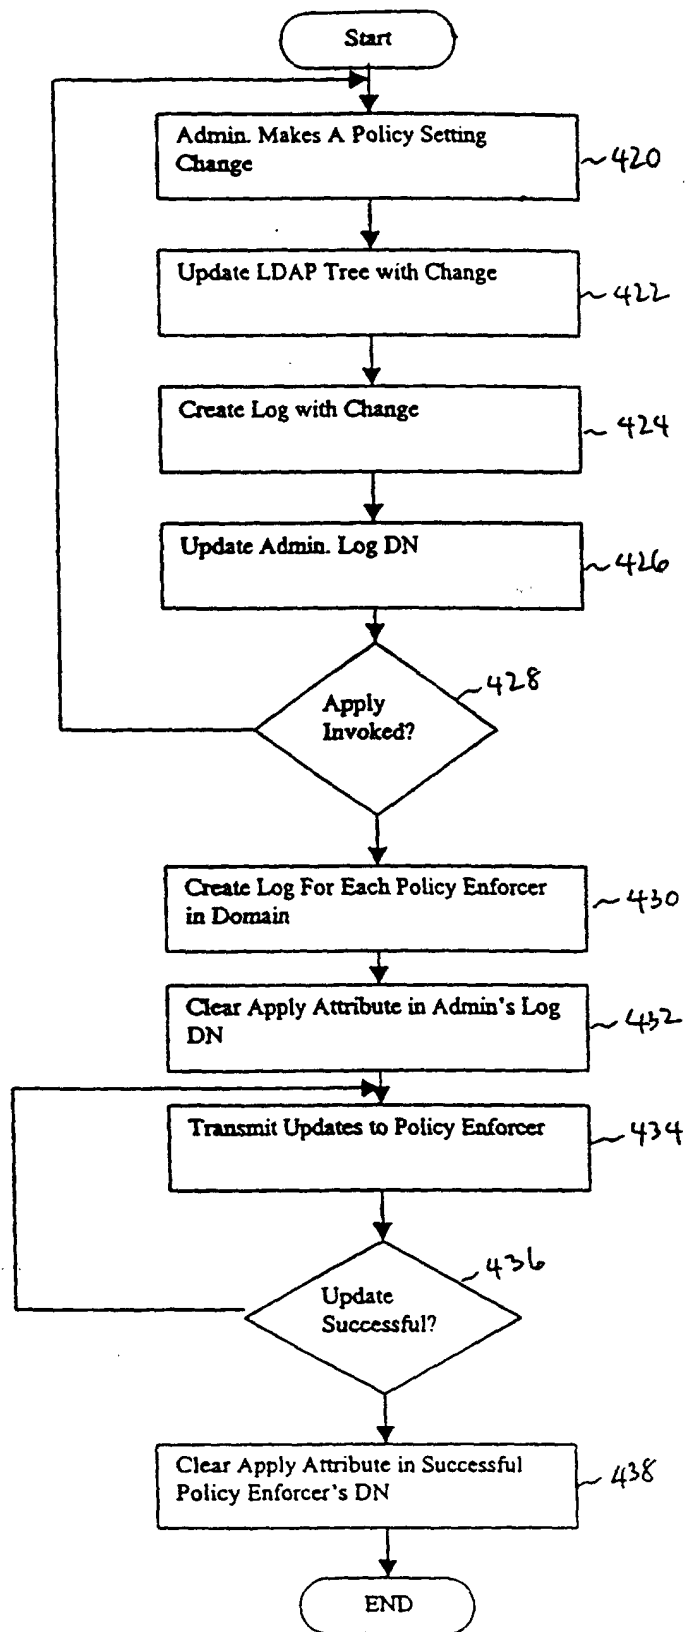 Start
Admin. Makes A Policy Setting
Change
~420
Update LDAP Tree with Change
~422
Create Log with Change
~424
Update Admin. Log DN
~426
428
Apply
Invoked?
Create Log For Each Policy Enforcer
in Domain
~430
Clear Apply Attribute in Admin's Log
DN
~432
Transmit Updates to Policy Enforcer
~434
436
Update
Successful?
Clear Apply Attribute in Successful
Policy Enforcer's DN
~438
END